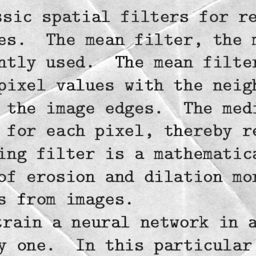 ssic spatial filters for re
es. The mean filter, the m
ntly used. The mean filter
pixel values with the neigh
the image edges. The medi
for each pixel, thereby re
ing filter is a mathematica
of erosion and dilation mor
s from images.
train a neural network in a
y one. In this particular